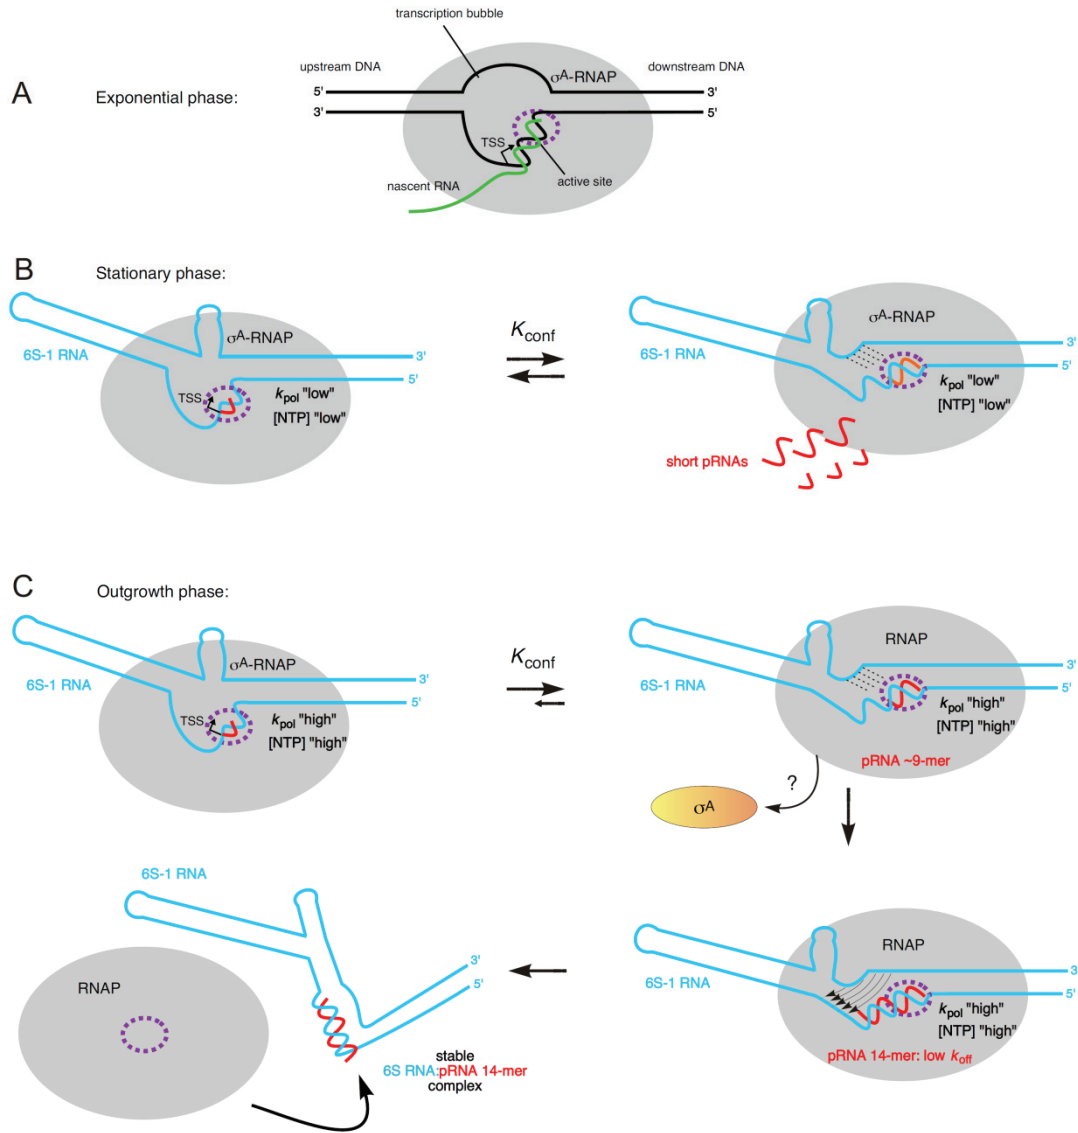 transcription bubble
upstream DNA
σA-RNAP
downstream DNA
A
Exponential phase:
5'
3'
3'
5'
TSS
nascent RNA
active site
B
Stationary phase:
σA-RNAP
6S-1 RNA
3'
5'
TSS
kpol "low"
[NTP] "low"
Kconf
σA-RNAP
6S-1 RNA
3'
5'
kpol "low"
[NTP] "low"
short pRNAs
C
Outgrowth phase:
σA-RNAP
6S-1 RNA
3'
5'
TSS
kpol "high"
[NTP] "high"
Kconf
RNAP
6S-1 RNA
3'
5'
kpol "high"
[NTP] "high"
pRNA ~9-mer
?
σA
6S-1 RNA
RNAP
3'
5'
stable
6S RNA:pRNA 14-mer
complex
RNAP
6S-1 RNA
3'
5'
kpol "high"
[NTP] "high"
pRNA 14-mer: low koff